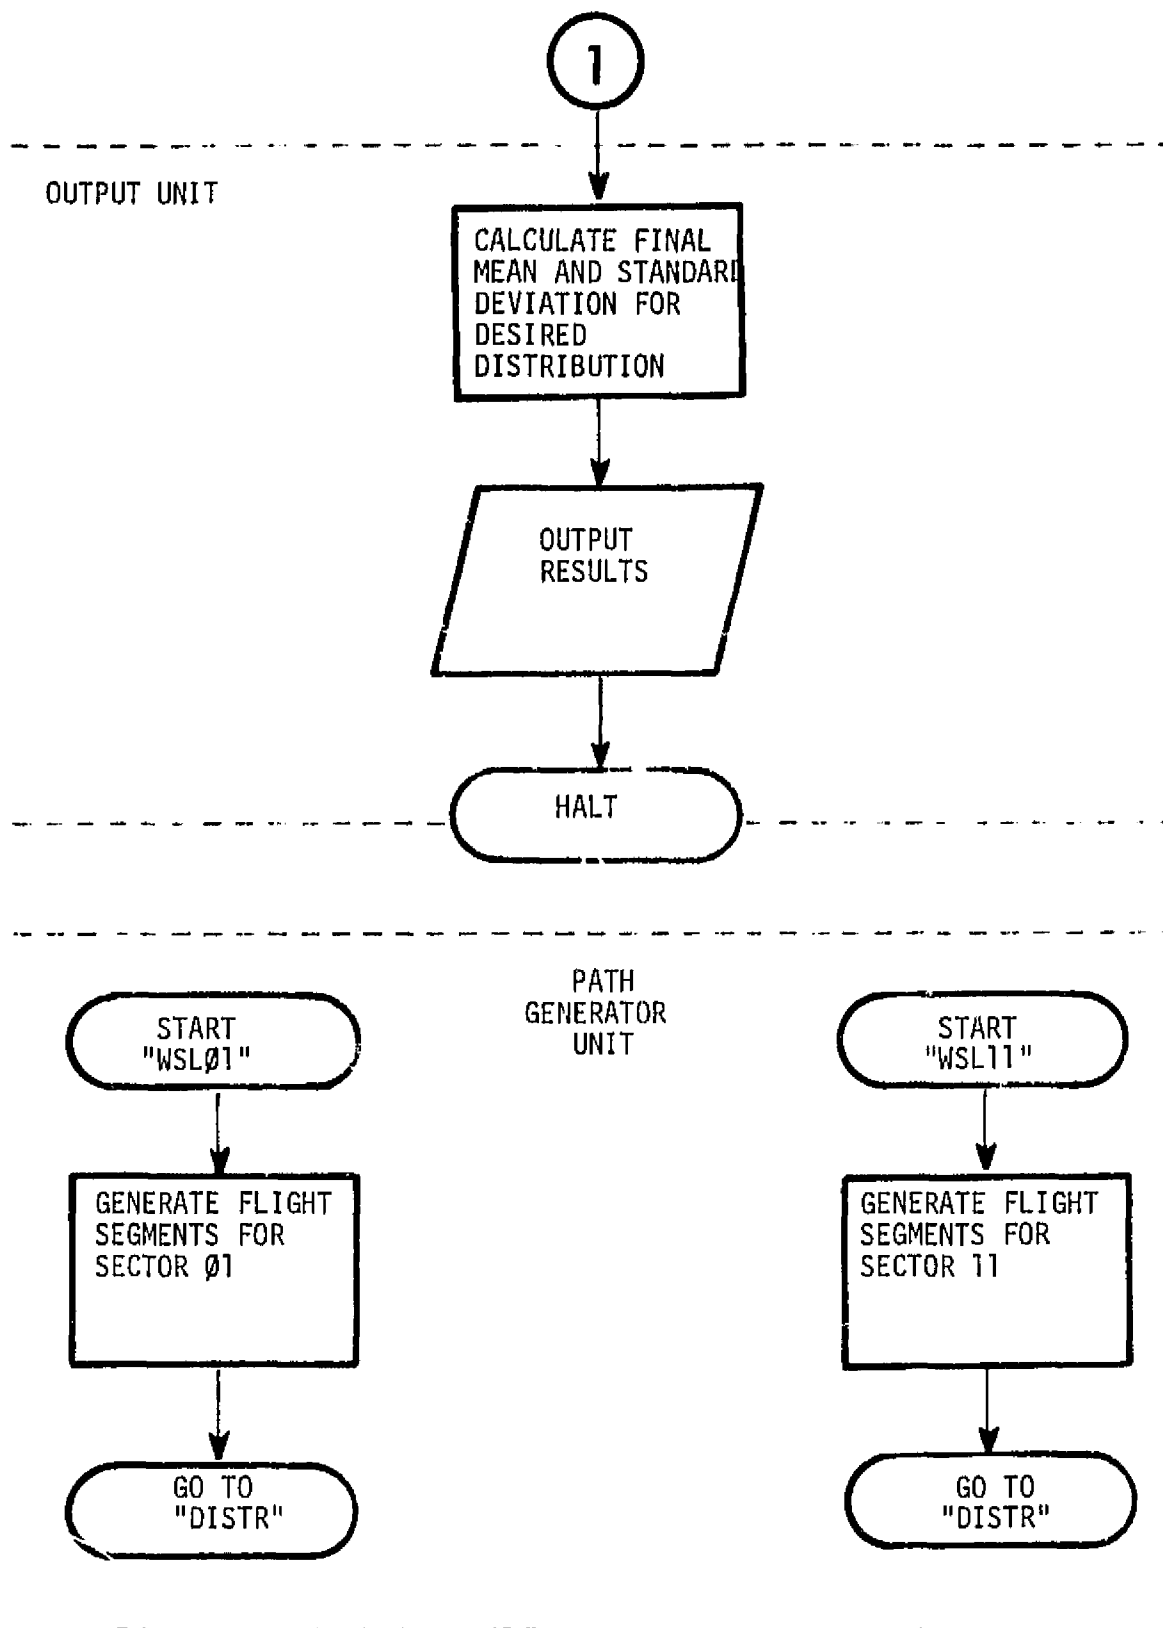 1
OUTPUT UNIT
CALCULATE FINAL
MEAN AND STANDARD
DEVIATION FOR
DESIRED
DISTRIBUTION
OUTPUT
RESULTS
HALT
PATH
GENERATOR
UNIT
START
"WSLØ1"
START
"WSL11"
GENERATE FLIGHT
SEGMENTS FOR
SECTOR Ø1
GENERATE FLIGHT
SEGMENTS FOR
SECTOR 11
GO TO
"DISTR"
GO TO
"DISTR"